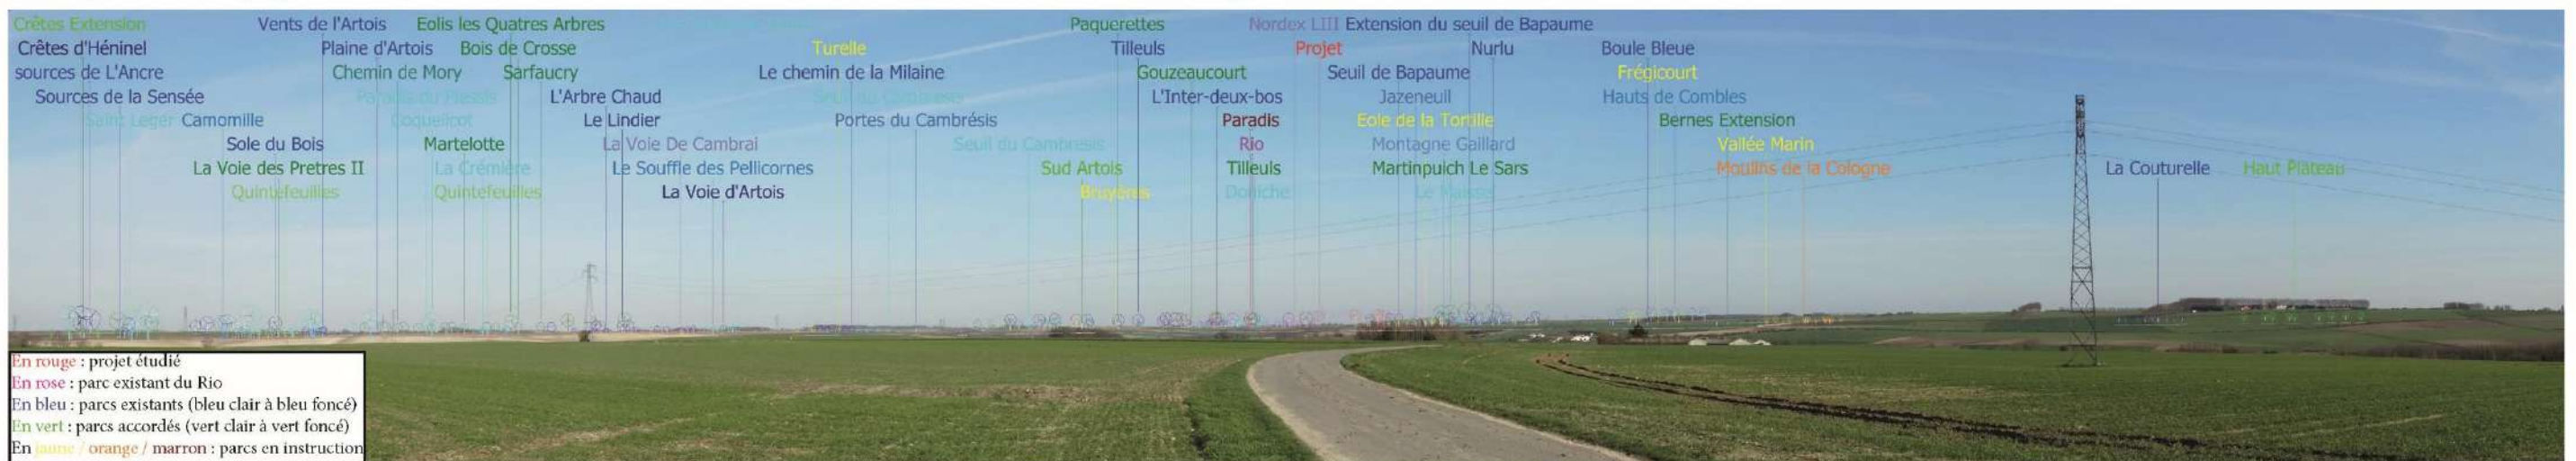 Crêtes Extension
Vents de l'Artois
Eolis les Quatres Arbres
Paquerettes
Nordex LIII
Extension du seuil de Bapaume
Crêtes d'Héninel
Plaine d'Artois
Bois de Crosse
Turelle
Tilleuls
Projet
Nurlu
Boule Bleue
sources de L'Ancre
Chemin de Mory
Sarfaucry
Le chemin de la Milaine
Gouzeaucourt
Seuil de Bapaume
Frégicourt
Sources de la Sensée
Paradis du Plessis
L'Arbre Chaud
Seuil du Cambresis
L'Inter-deux-bos
Jazeneuil
Hauts de Combles
Saint Leger
Camomille
Coquelicot
Le Lindier
Portes du Cambrésis
Paradis
Eole de la Tortille
Bernes Extension
Sole du Bois
Martelotte
La Voie De Cambrai
Seuil du Cambresis
Rio
Montagne Gaillard
Vallée Marin
La Voie des Pretres II
La Crémière
Le Souffle des Pellicornes
Sud Artois
Tilleuls
Martinpuich Le Sars
Moulins de la Cologne
La Couturelle
Haut Plateau
Quintefeuilles
Quintefeuilles
La Voie d'Artois
Bruyères
Doniche
Le Maissel
En rouge : projet étudié
En rose : parc existant du Rio
En bleu : parcs existants (bleu clair à bleu foncé)
En vert : parcs accordés (vert clair à vert foncé)
En jaune / orange / marron : parcs en instruction